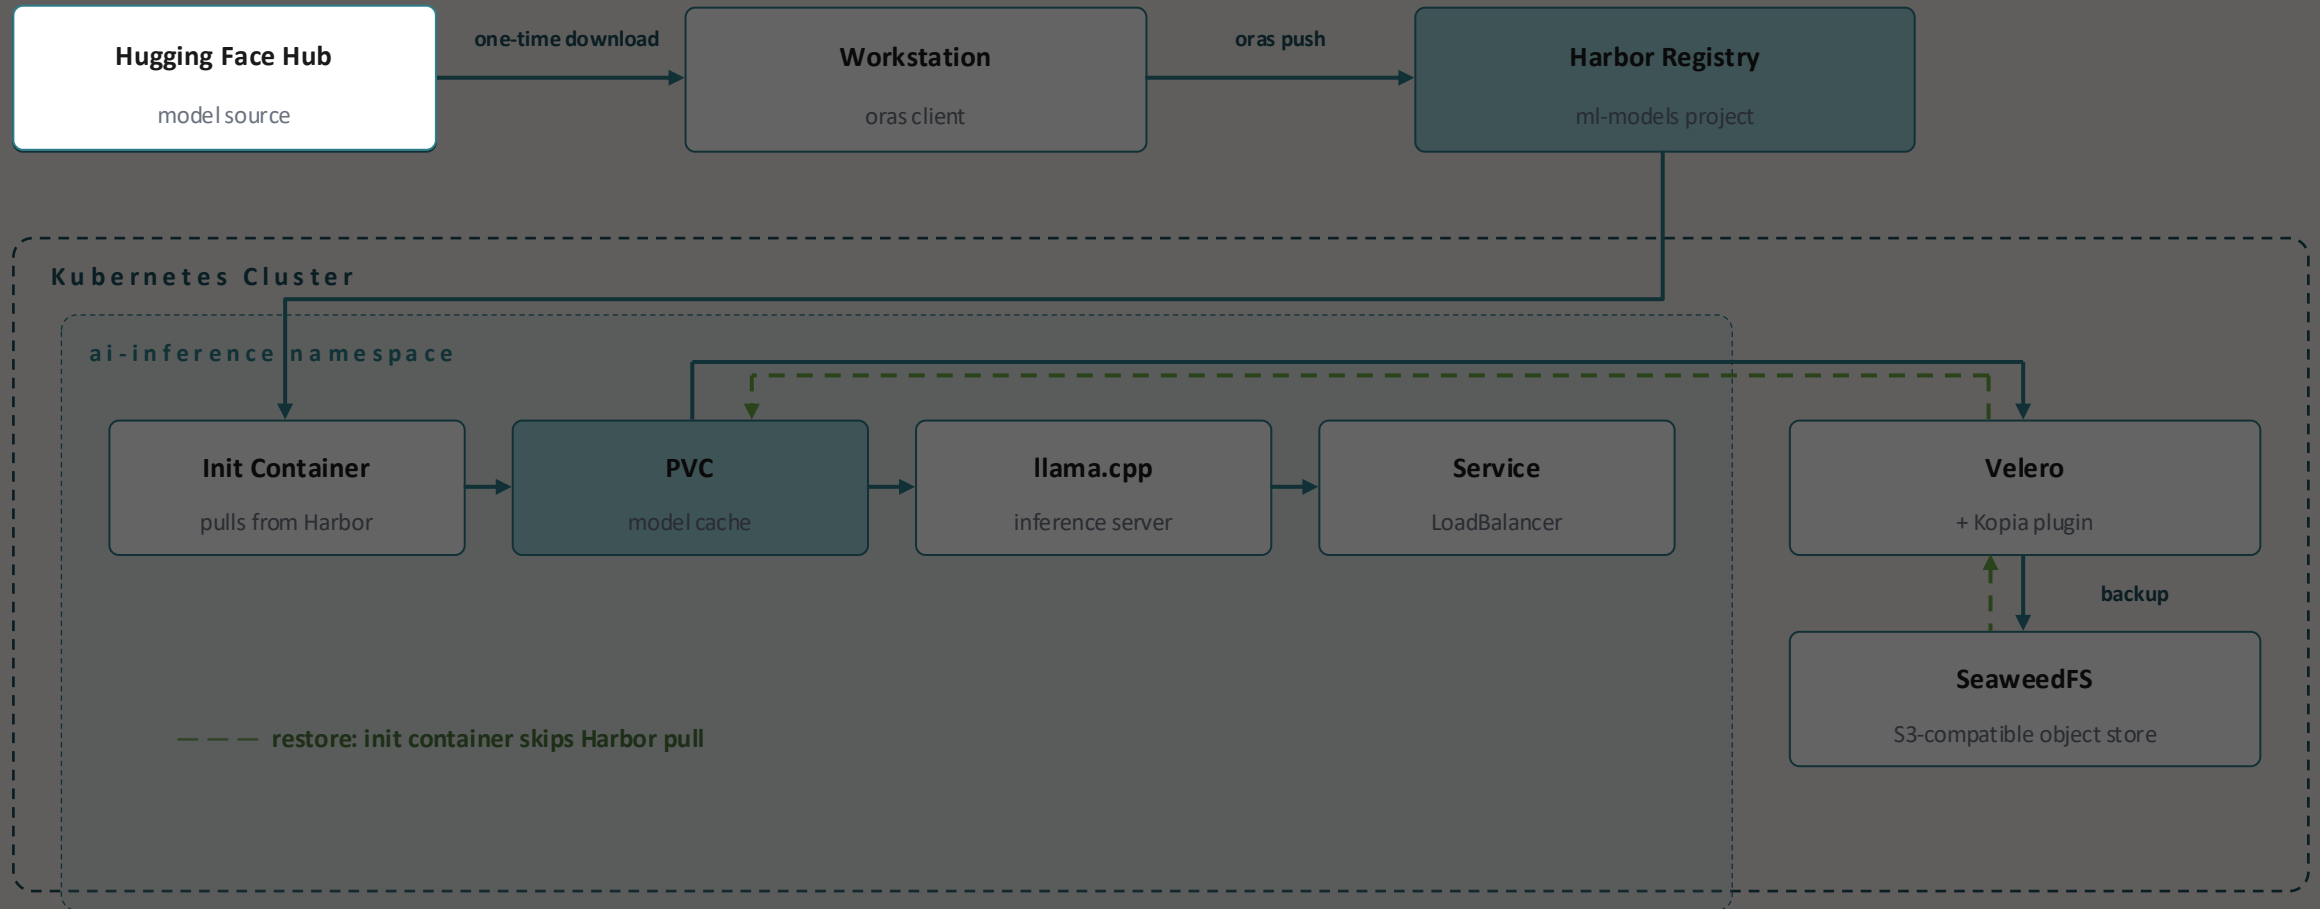 Hugging Face Hub
model source
one-time download
Workstation
oras client
oras push
Harbor Registry
ml-models project
Kubernetes Cluster
ai-inference namespace
Init Container
pulls from Harbor
PVC
model cache
llama.cpp
inference server
Service
LoadBalancer
Velero
+ Kopia plugin
backup
SeaweedFS
S3-compatible object store
restore: init container skips Harbor pull